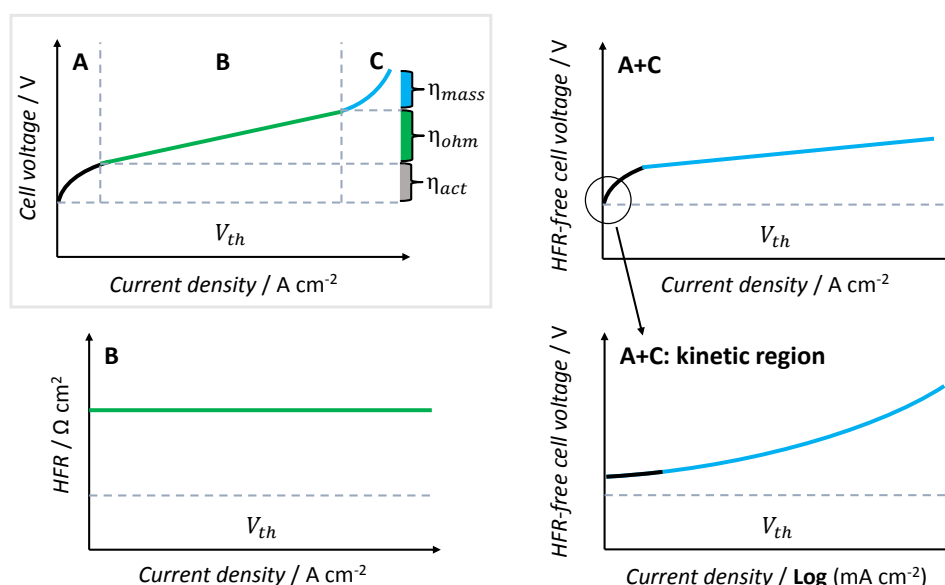 A
B
C
Cell voltage / V
η_mass
η_ohm
η_act
V_th
Current density / A cm⁻²
A+C
HFR-free cell voltage / V
V_th
Current density / A cm⁻²
B
HFR / Ω cm²
V_th
Current density / A cm⁻²
A+C: kinetic region
HFR-free cell voltage / V
V_th
Current density / Log (mA cm⁻²)